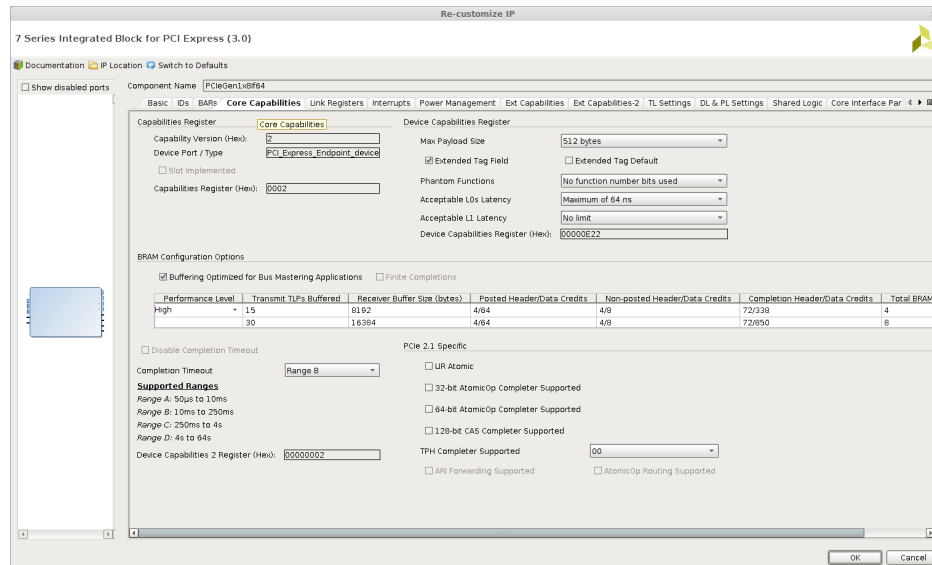 Re-customize IP
7 Series Integrated Block for PCI Express (3.0)
Documentation IP Location Switch to Defaults
Show disabled ports
Component Name PCIeGen1x8If64
Basic IDs BARs Core Capabilities Link Registers Interrupts Power Management Ext Capabilities Ext Capabilities-2 TL Settings DL & PL Settings Shared Logic Core Interface Par
Core Capabilities
Capabilities Register
Capability Version (Hex): 2
Device Port / Type PCI_Express_Endpoint_device
Slot Implemented
Capabilities Register (Hex): 0002
Device Capabilities Register
Max Payload Size 512 bytes
Extended Tag Field Extended Tag Default
Phantom Functions No function number bits used
Acceptable L0s Latency Maximum of 64 ns
Acceptable L1 Latency No limit
Device Capabilities Register (Hex): 00000E22
BRAM Configuration Options
Buffering Optimized for Bus Mastering Applications Finite Completions
Performance Level Transmit TLPs Buffered Receiver Buffer Size (bytes) Posted Header/Data Credits Non-posted Header/Data Credits Completion Header/Data Credits Total BRAM
High 15 8192 4/64 4/8 72/338 4
30 16384 4/64 4/8 72/850 8
Disable Completion Timeout
Completion Timeout Range B
Supported Ranges
Range A: 50µs to 10ms
Range B: 10ms to 250ms
Range C: 250ms to 4s
Range D: 4s to 64s
Device Capabilities 2 Register (Hex): 00000002
PCIe 2.1 Specific
UR Atomic
32-bit AtomicOp Completer Supported
64-bit AtomicOp Completer Supported
128-bit CAS Completer Supported
TPH Completer Supported 00
ARI Forwarding Supported AtomicOp Routing Supported
OK Cancel